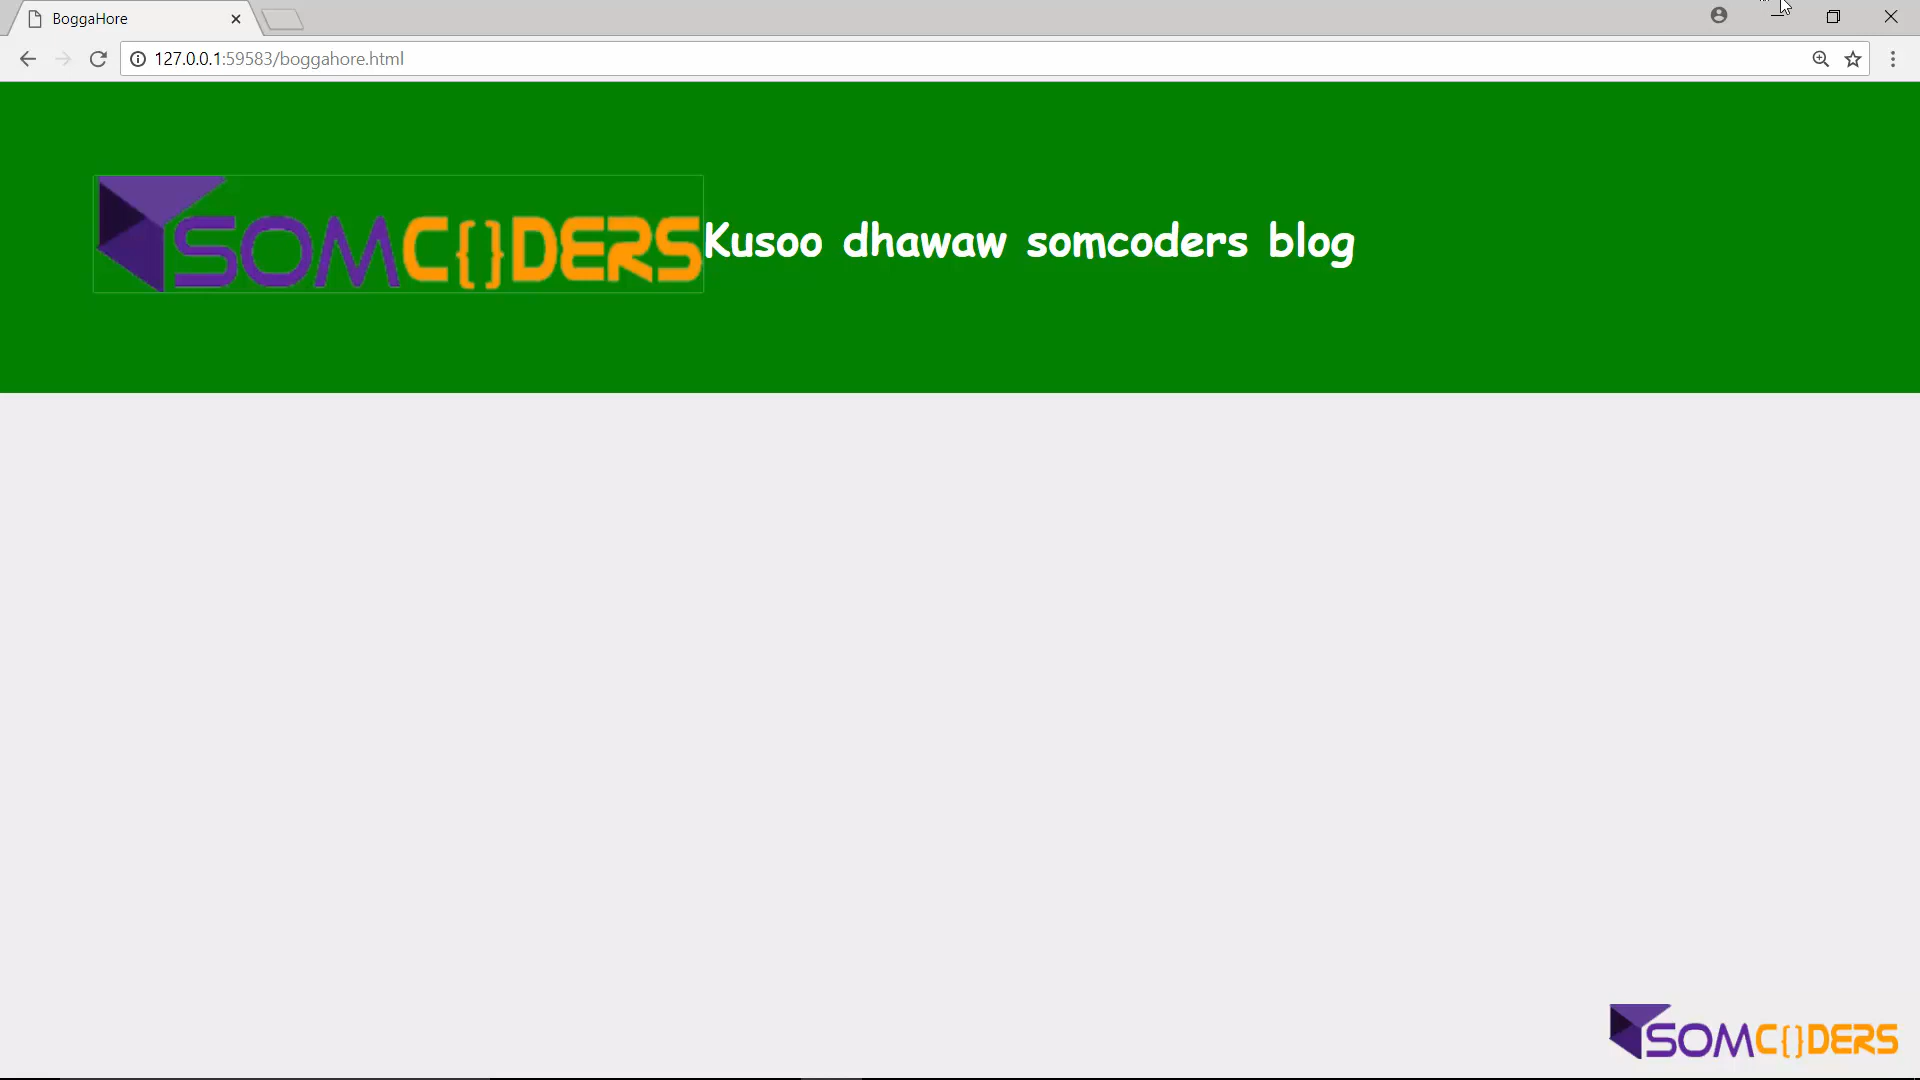 BoggaHore
127.0.0.1:59583/boggahore.html
SOMC{}DERS
Kusoo dhawaw somcoders blog
SOMC{}DERS